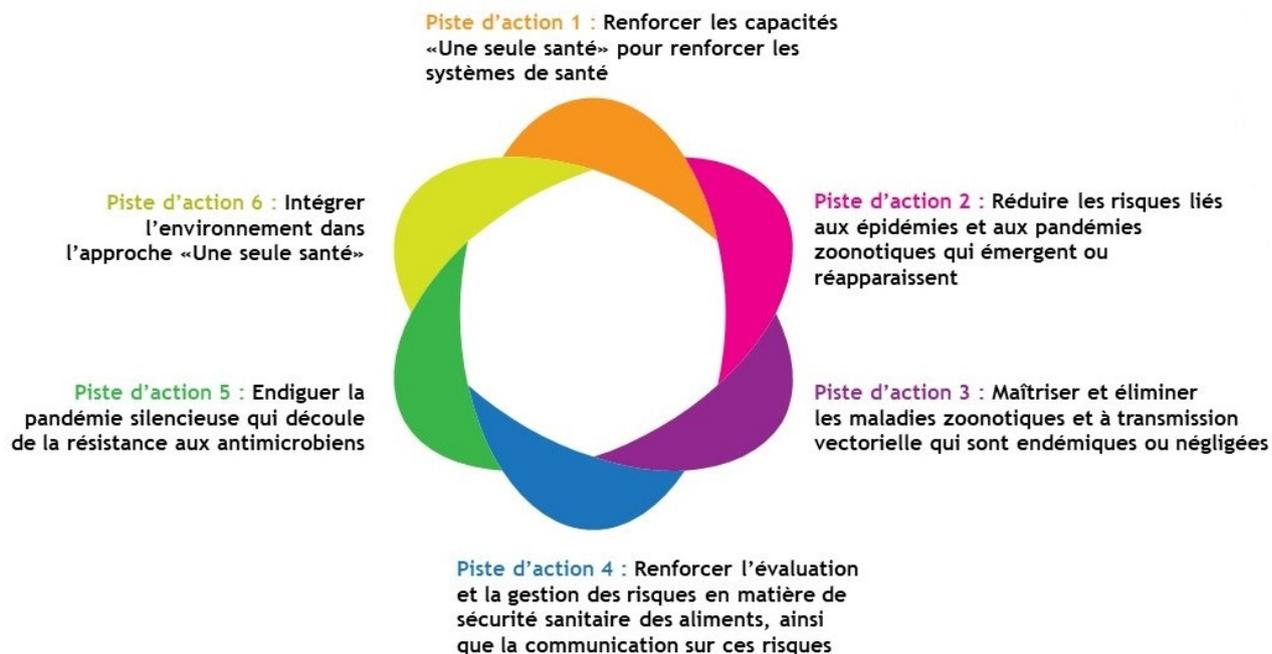 Piste d’action 1 : Renforcer les capacités
«Une seule santé» pour renforcer les
systèmes de santé
Piste d’action 2 : Réduire les risques liés
aux épidémies et aux pandémies
zoonotiques qui émergent ou
réapparaissent
Piste d’action 3 : Maîtriser et éliminer
les maladies zoonotiques et à transmission
vectorielle qui sont endémiques ou négligées
Piste d’action 4 : Renforcer l’évaluation
et la gestion des risques en matière de
sécurité sanitaire des aliments, ainsi
que la communication sur ces risques
Piste d’action 5 : Endiguer la
pandémie silencieuse qui découle
de la résistance aux antimicrobiens
Piste d’action 6 : Intégrer
l’environnement dans
l’approche «Une seule santé»